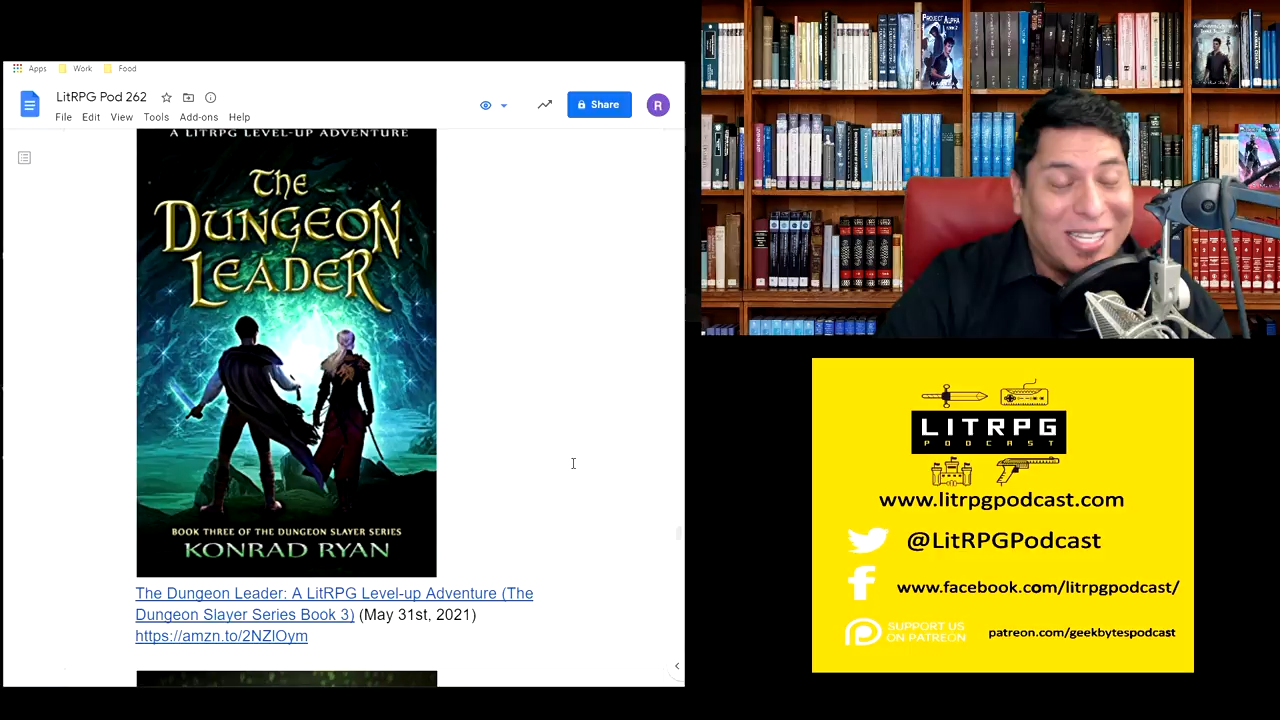 Apps Work Food
LitRPG Pod 262
File Edit View Tools Add-ons Help
Share
R
A LITRPG LEVEL-UP ADVENTURE
THE
DUNGEON
LEADER
BOOK THREE OF THE DUNGEON SLAYER SERIES
KONRAD RYAN
The Dungeon Leader: A LitRPG Level-up Adventure (The
Dungeon Slayer Series Book 3) (May 31st, 2021)
https://amzn.to/2NZlOym
PROJECT ALPHA
LITRPG
PODCAST
www.litrpgpodcast.com
@LitRPGPodcast
www.facebook.com/litrpgpodcast/
SUPPORT US
ON PATREON
patreon.com/geekbytespodcast